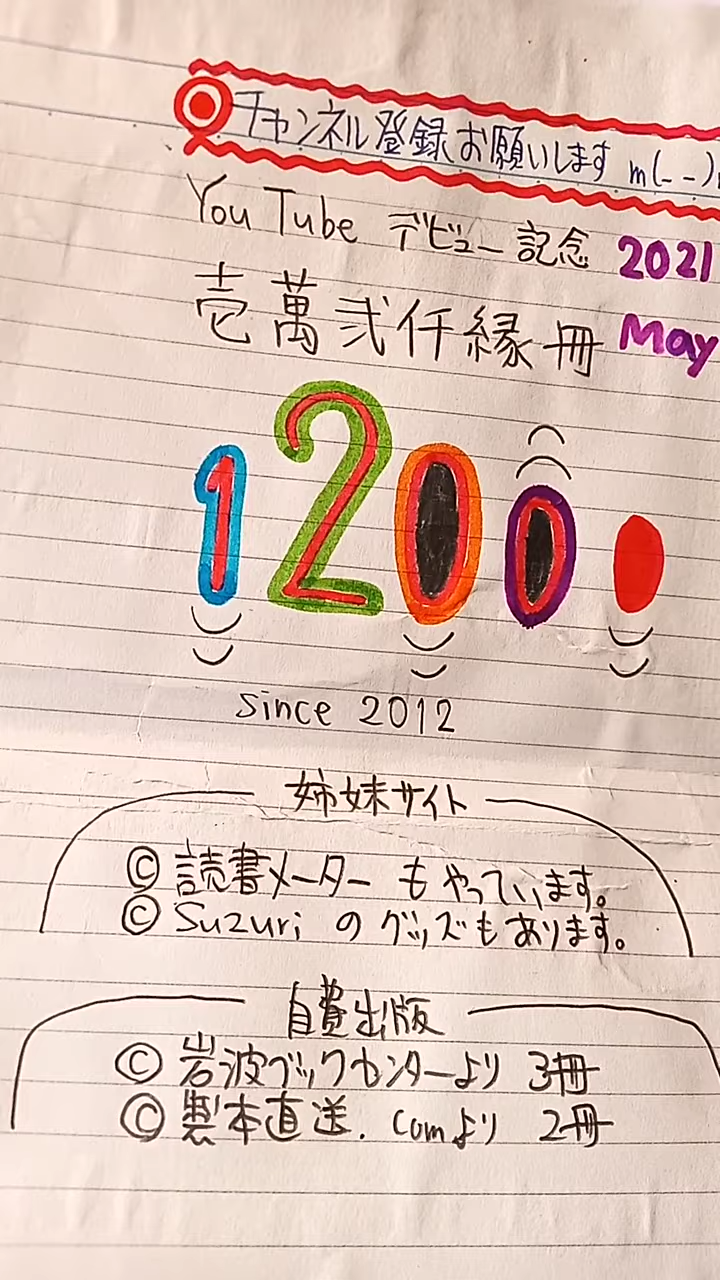 チャンネル登録お願いします m(- -)
YouTube デビュー記念 2021
壱萬弐仟縁冊 May
1200.
since 2012
姉妹サイト
© 読書メーター もやっています。
© Suzuri のグッズもあります。
自費出版
© 岩波ブックセンターより 3冊
© 製本直送.comより 2冊